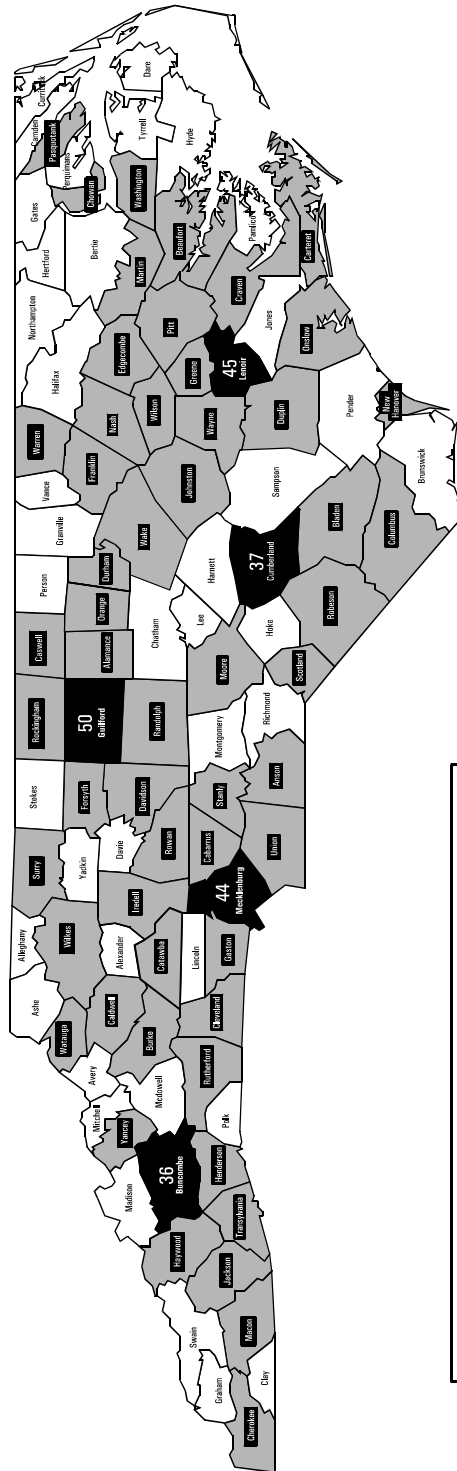 Cherokee
Graham
Clay
Swain
Macon
Jackson
Haywood
Transylvania
Henderson
Madison
36
Buncombe
Yancey
Mitchell
Polk
Mcdowell
Rutherford
Avery
Burke
Watauga
Caldwell
Cleveland
Ashe
Alleghany
Wilkes
Alexander
Catawba
Lincoln
Gaston
Surry
Yadkin
Iredell
44
Mecklenburg
Davie
Rowan
Cabarrus
Union
Stokes
Forsyth
Davidson
Stanly
Anson
Rockingham
50
Guilford
Randolph
Montgomery
Richmond
Caswell
Alamance
Chatham
Moore
Scotland
Person
Orange
Durham
Lee
Hoke
Robeson
Granville
Wake
Harnett
37
Cumberland
Bladen
Columbus
Vance
Warren
Franklin
Johnston
Sampson
Brunswick
Halifax
Nash
Wilson
Wayne
Duplin
Pender
New
Hanover
Northampton
Edgecombe
Greene
45
Lenoir
Pitt
Jones
Onslow
Hertford
Bertie
Martin
Beaufort
Craven
Pamlico
Carteret
Gates
Chowan
Perquimans
Pasquotank
Camden
Currituck
Washington
Tyrrell
Hyde
Dare